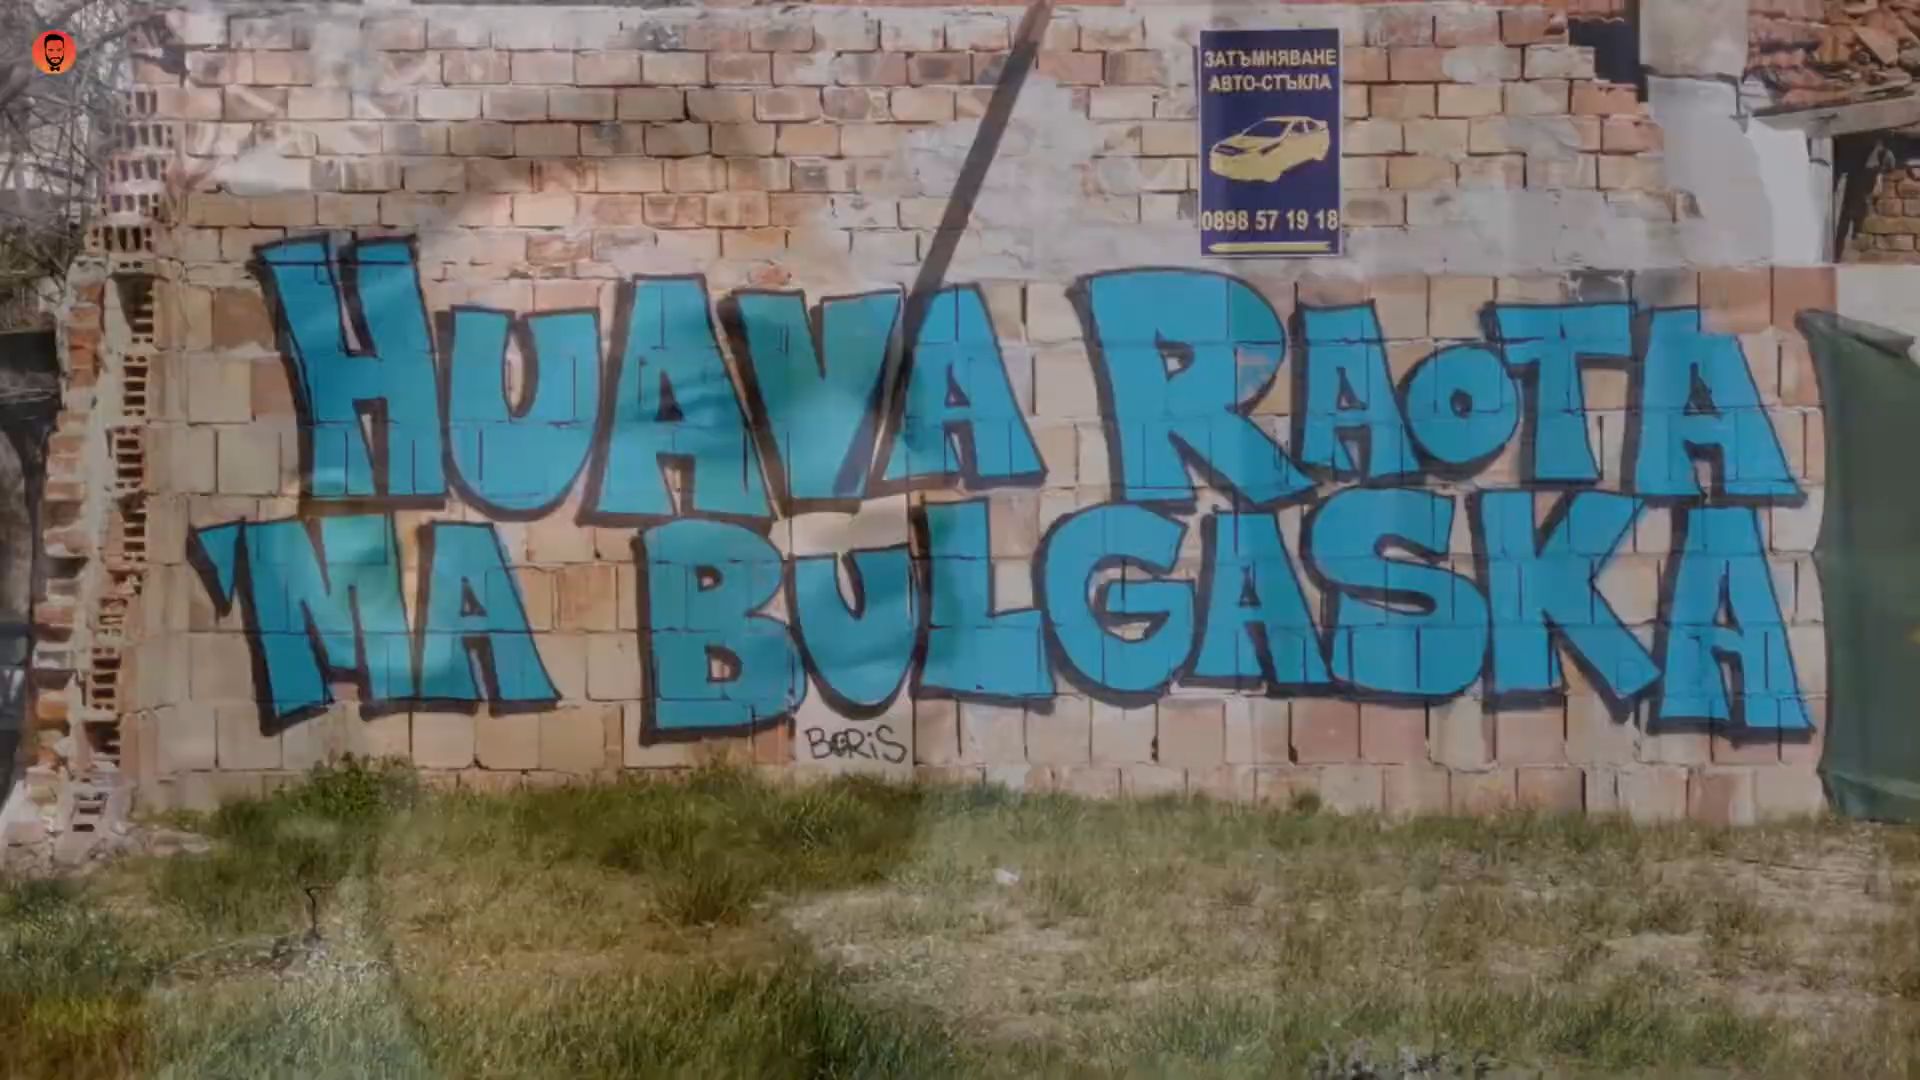 ЗАТЪМНЯВАНЕ
АВТО-СТЪКЛА
0898 57 19 18
HUAVA RAOTA
MA BULGASKA
BORIS